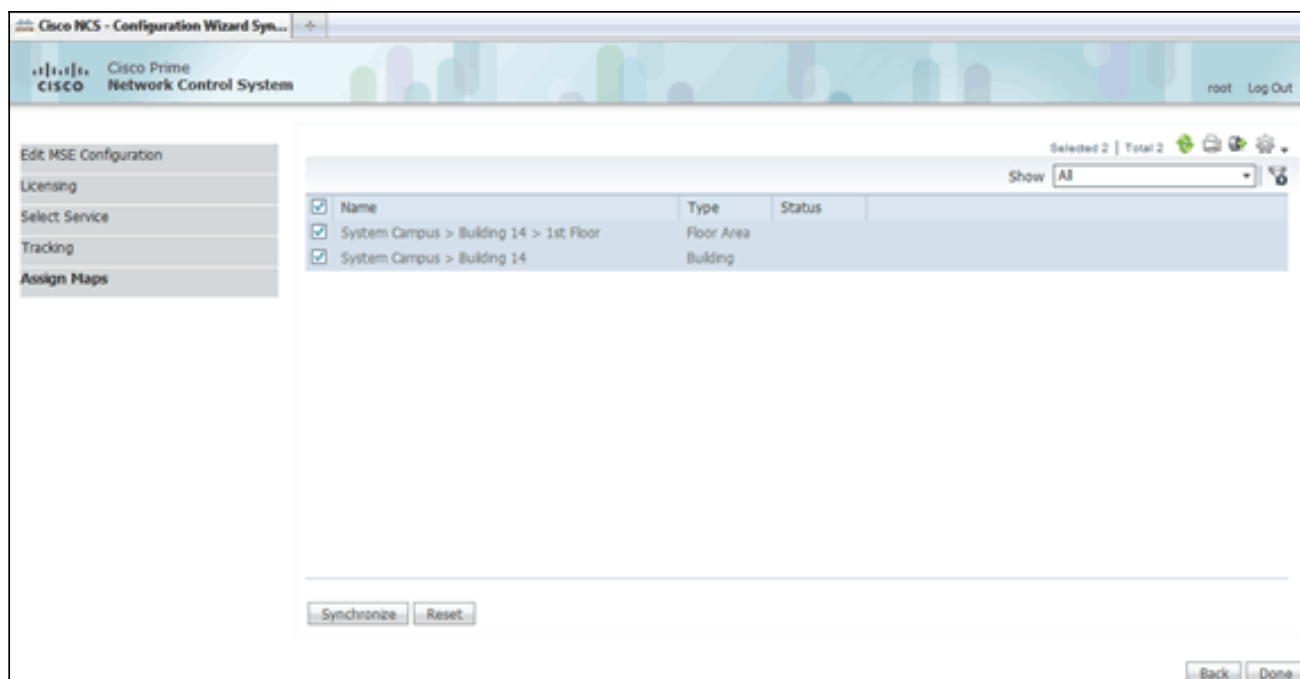 Cisco NCS - Configuration Wizard Syn...
Cisco Prime
CISCO Network Control System
root Log Out
Edit MSE Configuration
Licensing
Select Service
Tracking
Assign Maps
Selected 2 | Total 2
Show All
Name Type Status
System Campus > Building 14 > 1st Floor Floor Area
System Campus > Building 14 Building
Synchronize Reset
Back Done